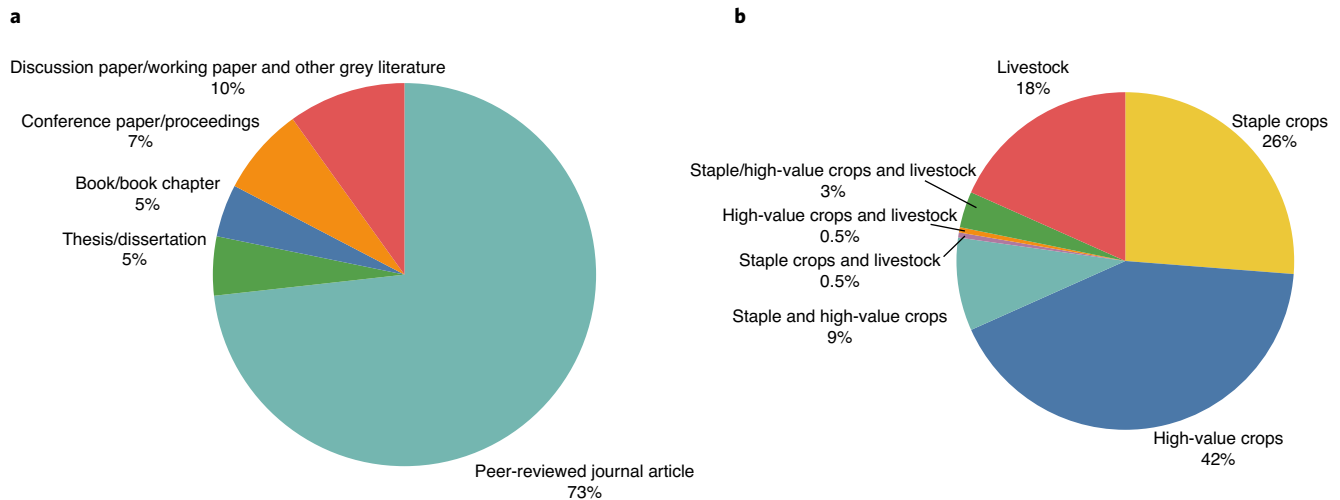 a
Discussion paper/working paper and other grey literature
10%
Conference paper/proceedings
7%
Book/book chapter
5%
Thesis/dissertation
5%
Peer-reviewed journal article
73%
b
Livestock
18%
Staple crops
26%
Staple/high-value crops and livestock
3%
High-value crops and livestock
0.5%
Staple crops and livestock
0.5%
Staple and high-value crops
9%
High-value crops
42%